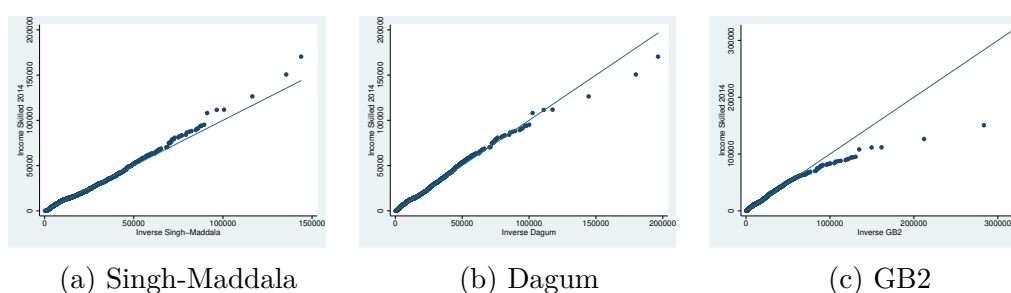 Income Skilled 2014
0 50000 100000 150000 200000
0 50000 100000 150000
Inverse Singh-Maddala
(a) Singh-Maddala
Income Skilled 2014
0 50000 100000 150000 200000
0 50000 100000 150000 200000
Inverse Dagum
(b) Dagum
Income Skilled 2014
0 100000 200000 300000
0 100000 200000 300000
Inverse GB2
(c) GB2